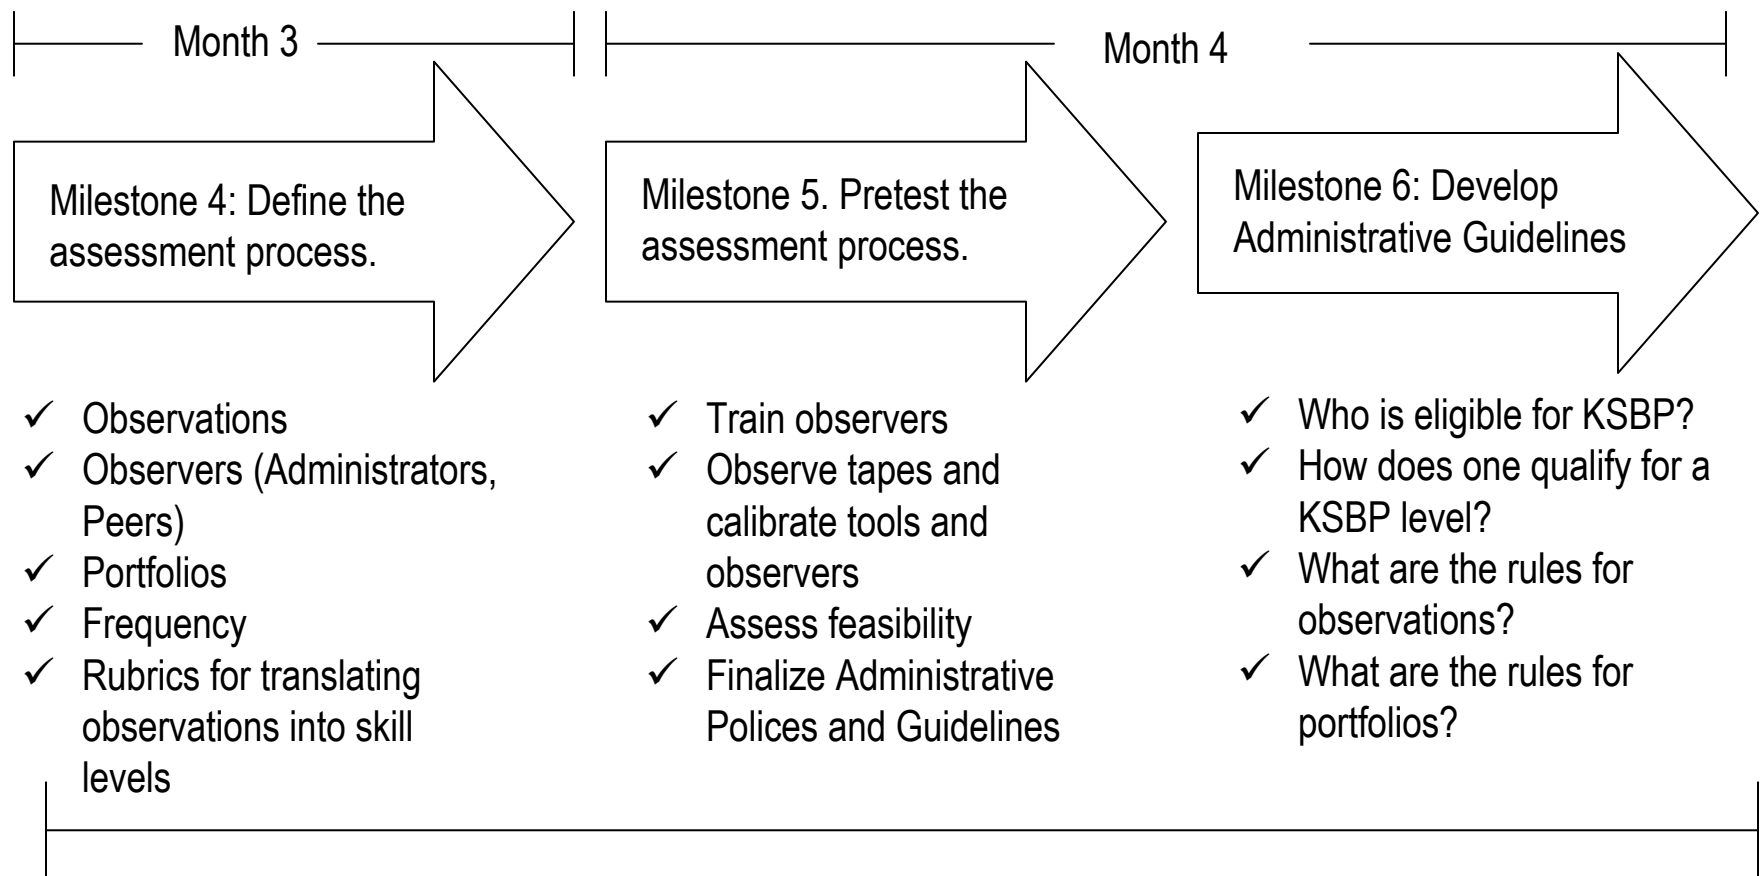 Month 3
Month 4
Milestone 4: Define the
assessment process.
Milestone 5. Pretest the
assessment process.
Milestone 6: Develop
Administrative Guidelines
✓ Observations
✓ Observers (Administrators,
Peers)
✓ Portfolios
✓ Frequency
✓ Rubrics for translating
observations into skill
levels
✓ Train observers
✓ Observe tapes and
calibrate tools and
observers
✓ Assess feasibility
✓ Finalize Administrative
Polices and Guidelines
✓ Who is eligible for KSBP?
✓ How does one qualify for a
KSBP level?
✓ What are the rules for
observations?
✓ What are the rules for
portfolios?